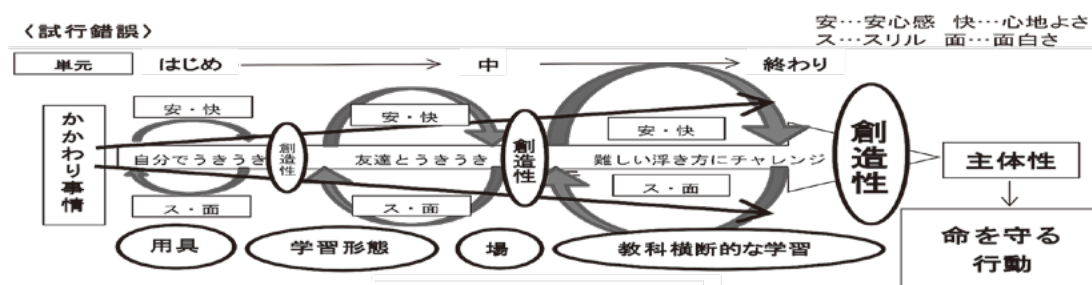 〈試行錯誤〉
安…安心感 快…心地よさ
ス…スリル 面…面白さ
単元 はじめ 中 終わり
かかわり事情
安・快
自分でうきうき
ス・面
創造性
安・快
友達とうきうき
ス・面
創造性
安・快
難しい浮き方にチャレンジ
ス・面
創造性
主体性
命を守る
行動
用具 学習形態 場 教科横断的な学習